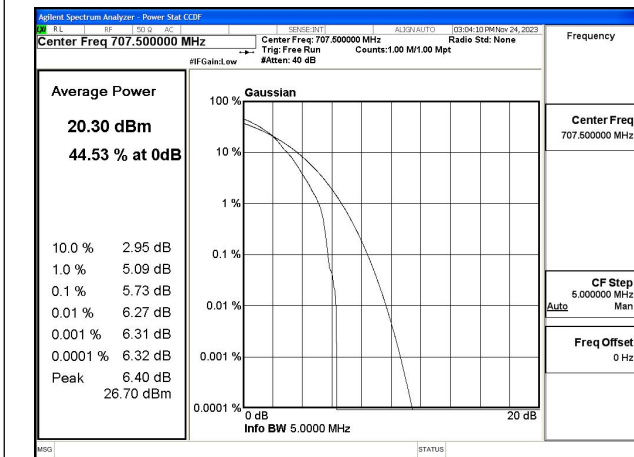 Agilent Spectrum Analyzer - Power Stat CCDF
RL RF 50 Ω AC SENSE:INT ALIGN AUTO 03:04:10 PM Nov 24, 2023
Center Freq 707.500000 MHz
Center Freq: 707.500000 MHz Radio Std: None
Trig: Free Run Counts:1.00 M/1.00 Mpt
#IFGain:Low #Atten: 40 dB
Frequency
Average Power
20.30 dBm
44.53 % at 0dB
10.0 % 2.95 dB
1.0 % 5.09 dB
0.1 % 5.73 dB
0.01 % 6.27 dB
0.001 % 6.31 dB
0.0001 % 6.32 dB
Peak 6.40 dB
26.70 dBm
Gaussian
100 %
10 %
1 %
0.1 %
0.01 %
0.001 %
0.0001 %
0 dB 20 dB
Info BW 5.0000 MHz
Center Freq
707.500000 MHz
CF Step
5.000000 MHz
Auto Man
Freq Offset
0 Hz
MSG STATUS